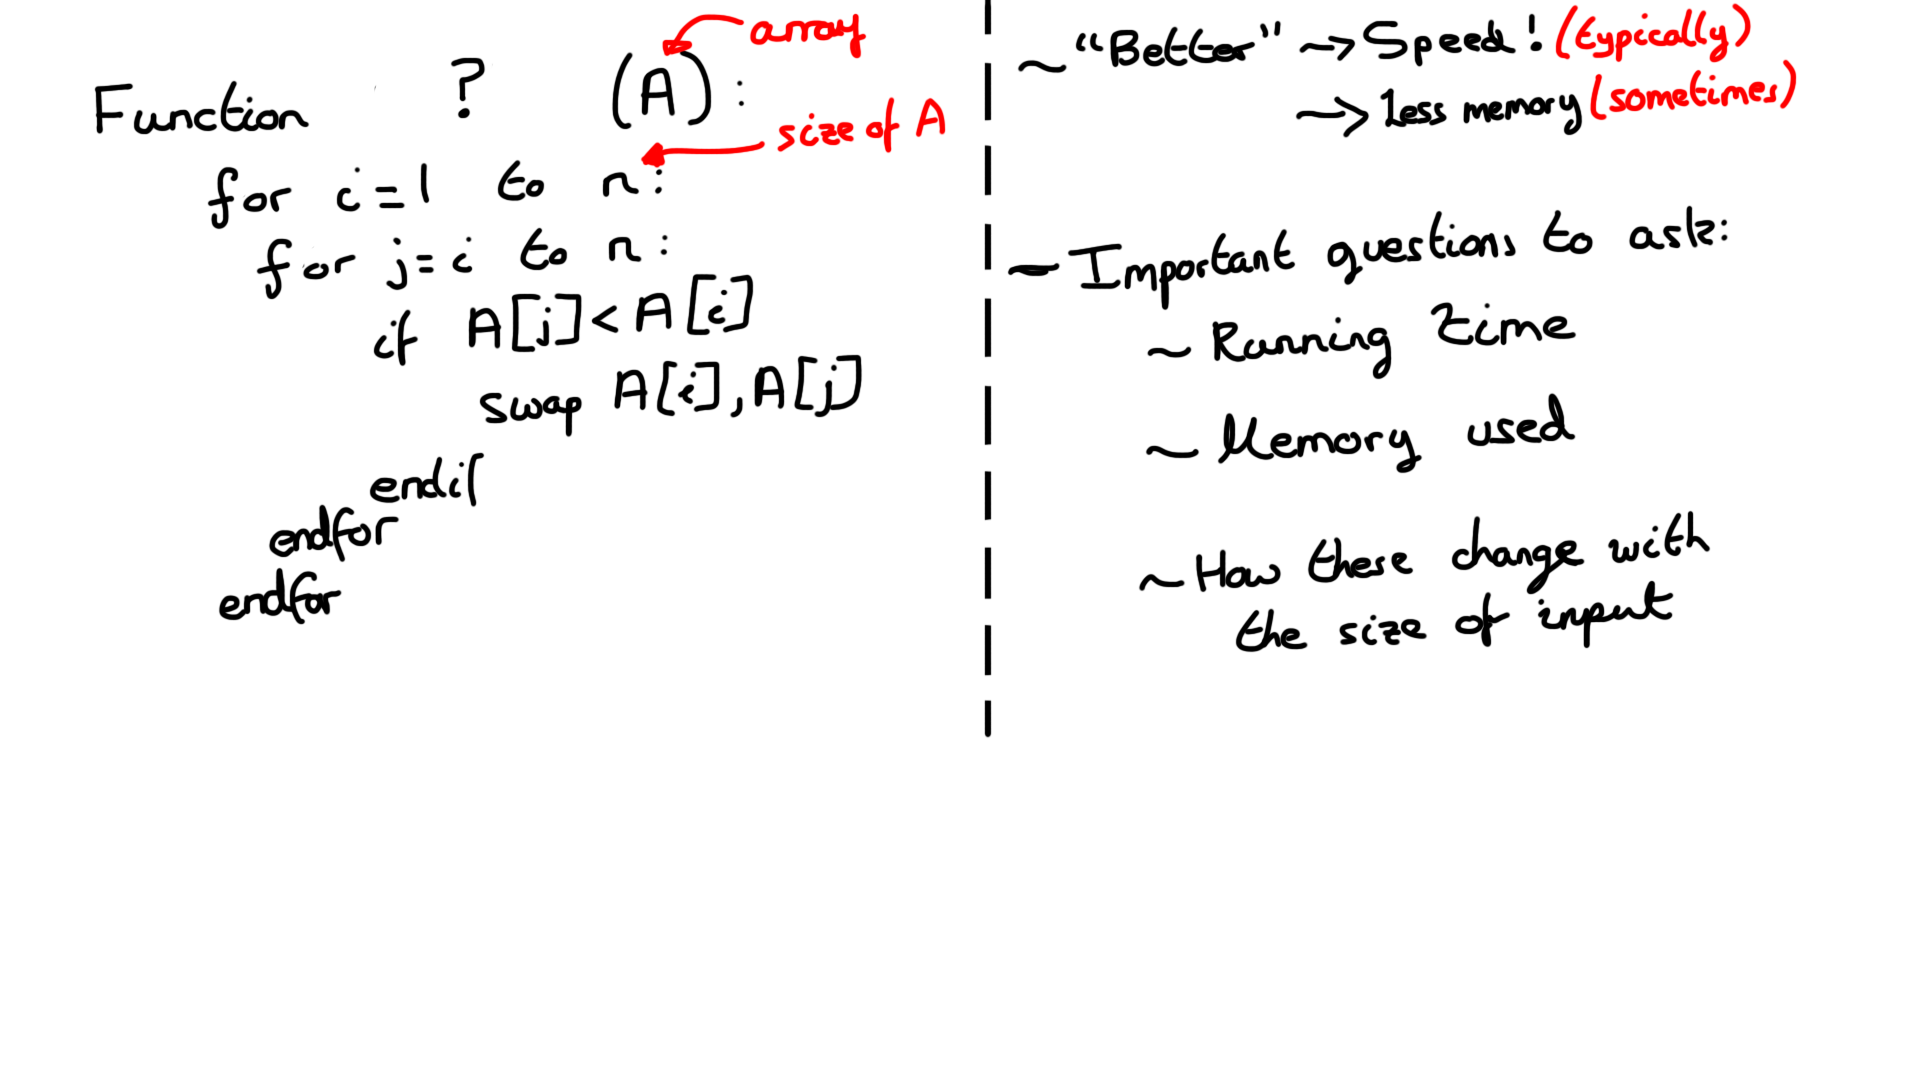 array
Function ? (A):
size of A
for i=1 to n:
for j=i to n:
if A[j]<A[i]
swap A[i],A[j]
endif
endfor
endfor
~ "Better" ~> Speed! (typically)
~> Less memory (sometimes)
~ Important questions to ask:
~ Running time
~ Memory used
~ How these change with
the size of input